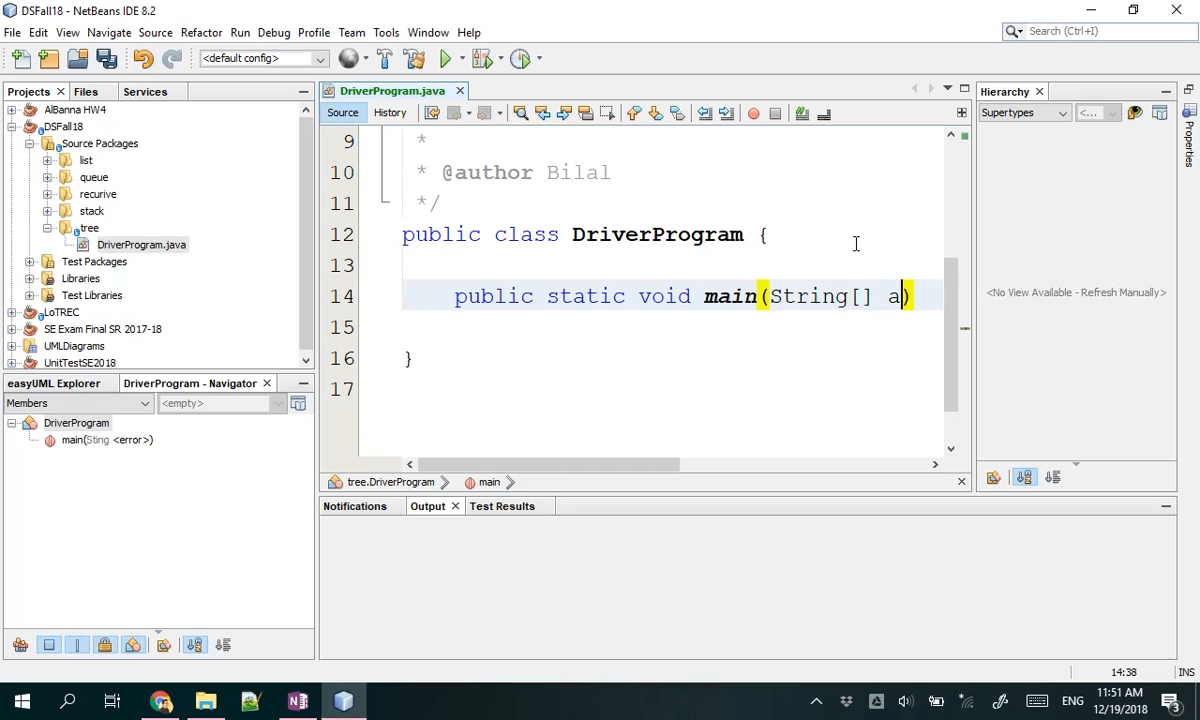 DSFall18 - NetBeans IDE 8.2
File Edit View Navigate Source Refactor Run Debug Profile Team Tools Window Help
Search (Ctrl+I)
<default config>
Projects Files Services
AlBanna HW4
DSFall18
Source Packages
list
queue
recurive
stack
tree
DriverProgram.java
Test Packages
Libraries
Test Libraries
LoTREC
SE Exam Final SR 2017-18
UMLDiagrams
UnitTestSE2018
easyUML Explorer DriverProgram - Navigator
Members <empty>
DriverProgram
main(Sting <error>)
DriverProgram.java
Source History
9 *
10 * @author Bilal
11 */
12 public class DriverProgram {
13
14 public static void main(String[] a)
15
16 }
17
tree.DriverProgram main
Notifications Output Test Results
Hierarchy
Supertypes <...
<No View Available - Refresh Manually>
Properties
14:38 INS
ENG
11:51 AM
12/19/2018
3